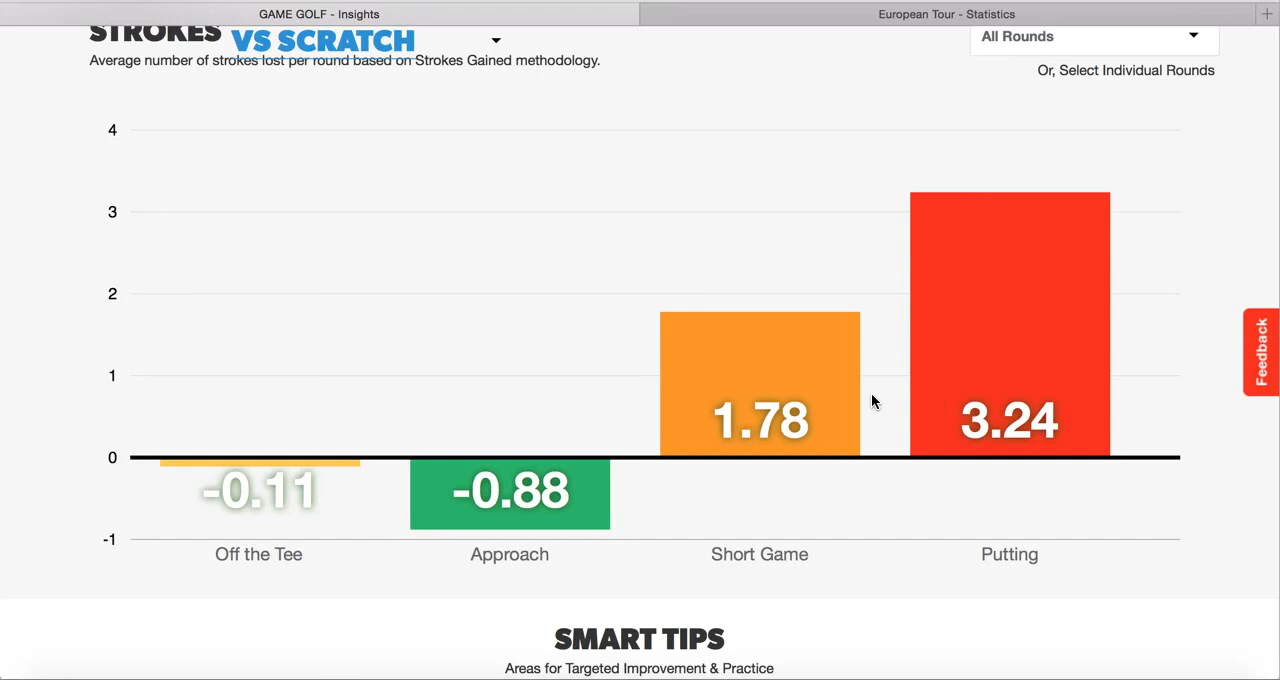 GAME GOLF - Insights
European Tour - Statistics
+
STROKES VS SCRATCH
Average number of strokes lost per round based on Strokes Gained methodology.
All Rounds
Or, Select Individual Rounds
4
3
2
1
0
-1
-0.11
-0.88
1.78
3.24
Off the Tee
Approach
Short Game
Putting
Feedback
SMART TIPS
Areas for Targeted Improvement & Practice